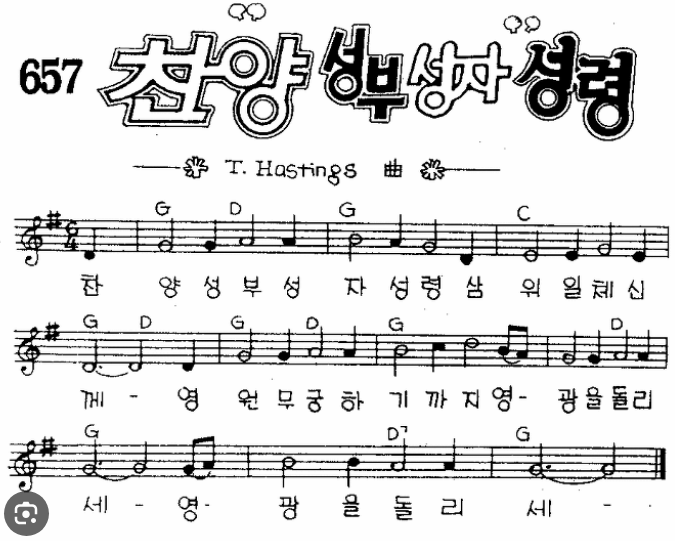 657 찬양 성부 성자 성령
T. Hastings 曲
G D G C
찬 양 성 부 성 자 성 령 삼 위 일 체 신
G D G D G D
께 - 영 원 무 궁 하 기 까 지 영 - 광 을 돌 리
G D7 G
세 - 영 - 광 을 돌 리 세 - -